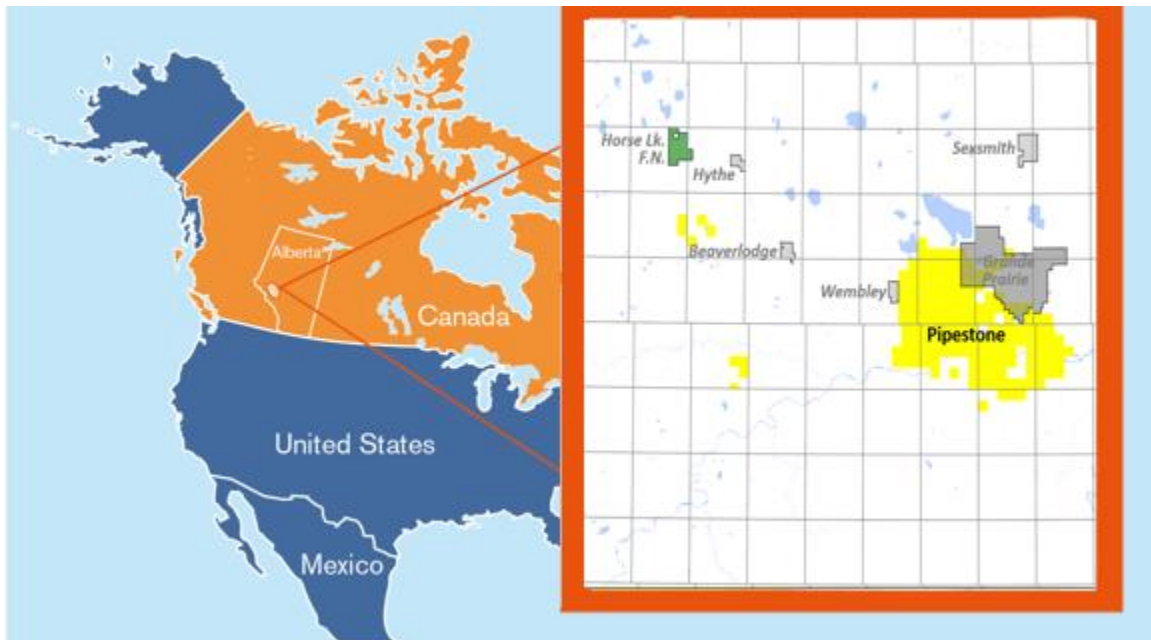 Alberta
Canada
United States
Mexico
Horse Lk.
F.N.
Hythe
Sexsmith
Beaverlodge
Grande
Prairie
Wembley
Pipestone